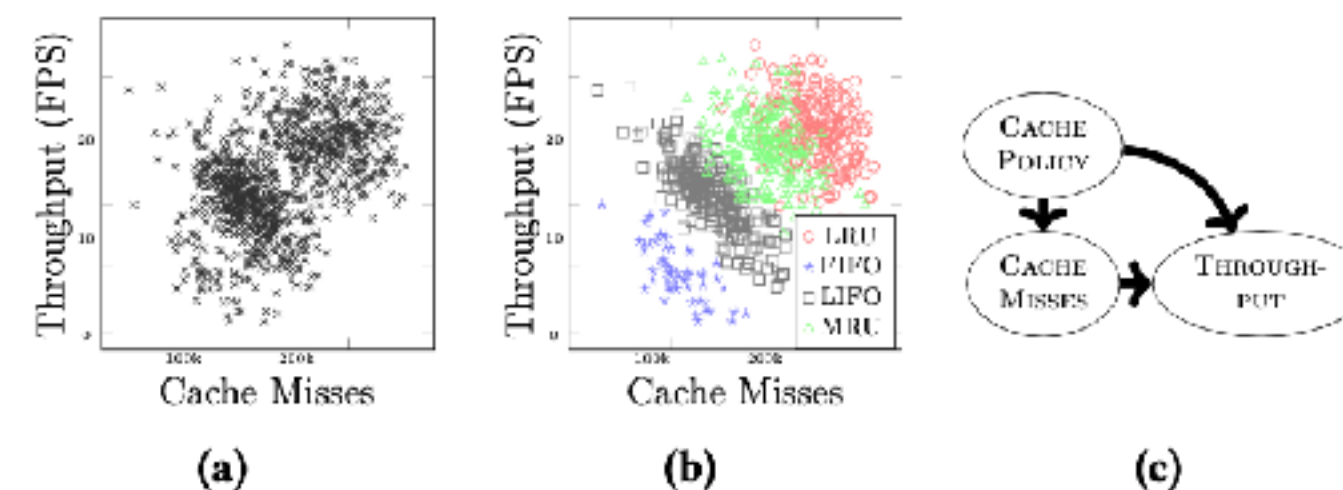 Throughput (FPS)
20
10
0
100k 200k
Cache Misses
(a)
Throughput (FPS)
20
10
0
100k 200k
Cache Misses
LRU
FIFO
LIFO
MRU
(b)
CACHE
POLICY
CACHE
MISSES
THROUGH-
PUT
(c)